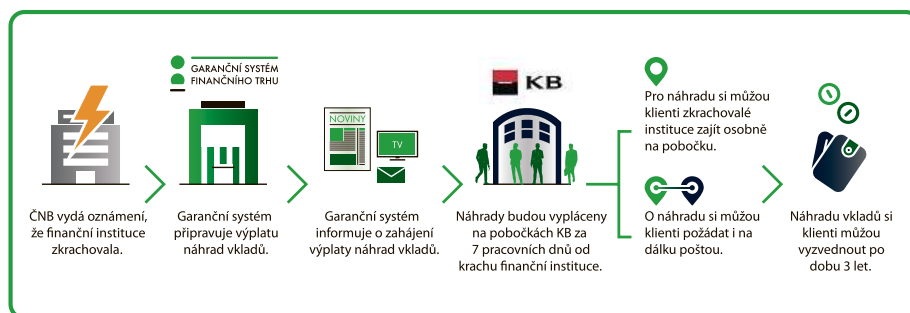 GARANČNÍ SYSTÉM
FINANČNÍHO TRHU
NOVINY
TV
KB
ČNB vydá oznámení,
že finanční instituce
zkrachovala.
Garanční systém
připravuje výplatu
náhrad vkladů.
Garanční systém
informuje o zahájení
výplaty náhrad vkladů.
Náhrady budou vypláceny
na pobočkách KB za
7 pracovních dnů od
krachu finanční instituce.
Pro náhradu si můžou
klienti zkrachovalé
instituce zajít osobně
na pobočku.
O náhradu si můžou
klienti požádat i na
dálku poštou.
Náhradu vkladů si
klienti můžou
vyzvednout po
dobu 3 let.